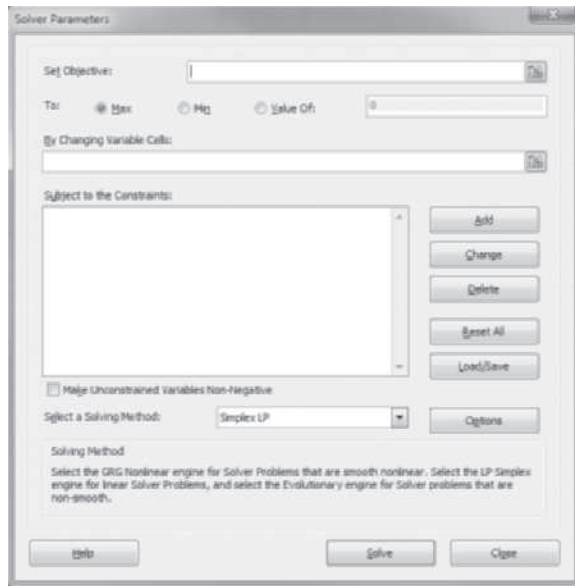 Solver Parameters
Set Objective:
To: Max Min Value Of: 0
By Changing Variable Cells:
Subject to the Constraints:
Add
Change
Delete
Reset All
Load/Save
Make Unconstrained Variables Non-Negative
Select a Solving Method: Simplex LP
Options
Solving Method
Select the GRG Nonlinear engine for Solver Problems that are smooth nonlinear. Select the LP Simplex
engine for linear Solver Problems, and select the Evolutionary engine for Solver problems that are
non-smooth.
Help Solve Close